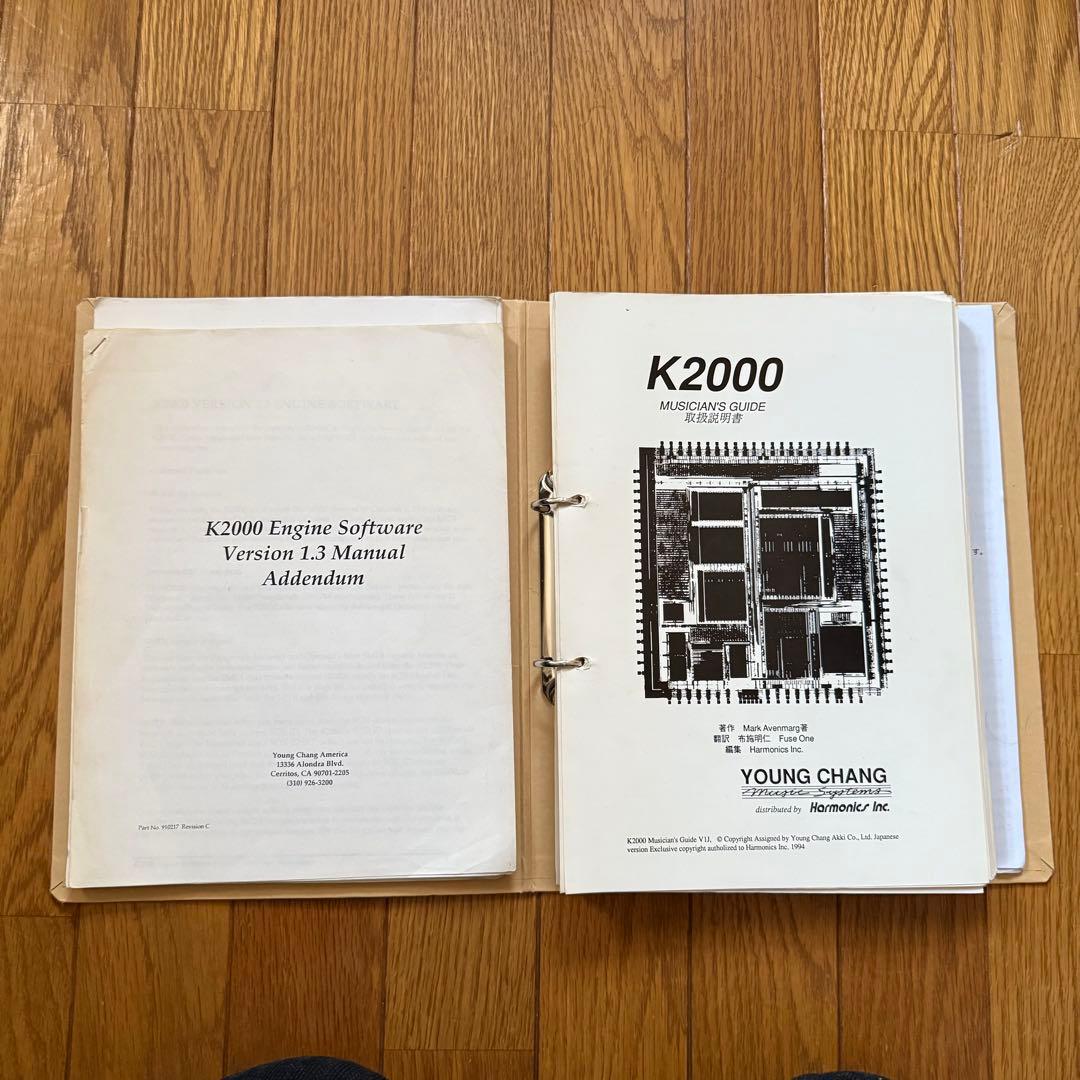 K2000 Engine Software
Version 1.3 Manual
Addendum
Young Chang America
13336 Alondra Blvd.
Cerritos, CA 90701-2205
(310) 926-3200
Part No. 910217 Revision C
K2000
MUSICIAN'S GUIDE
取扱説明書
著作 Mark Avenmarg著
翻訳 布施明仁 Fuse One
編集 Harmonics Inc.
YOUNG CHANG
Music Systems
distributed by Harmonics Inc.
K2000 Musician's Guide V1J, © Copyright Assigned by Young Chang Akki Co., Ltd. Japanese
version Exclusive copyright autholized to Harmonics Inc. 1994
す。